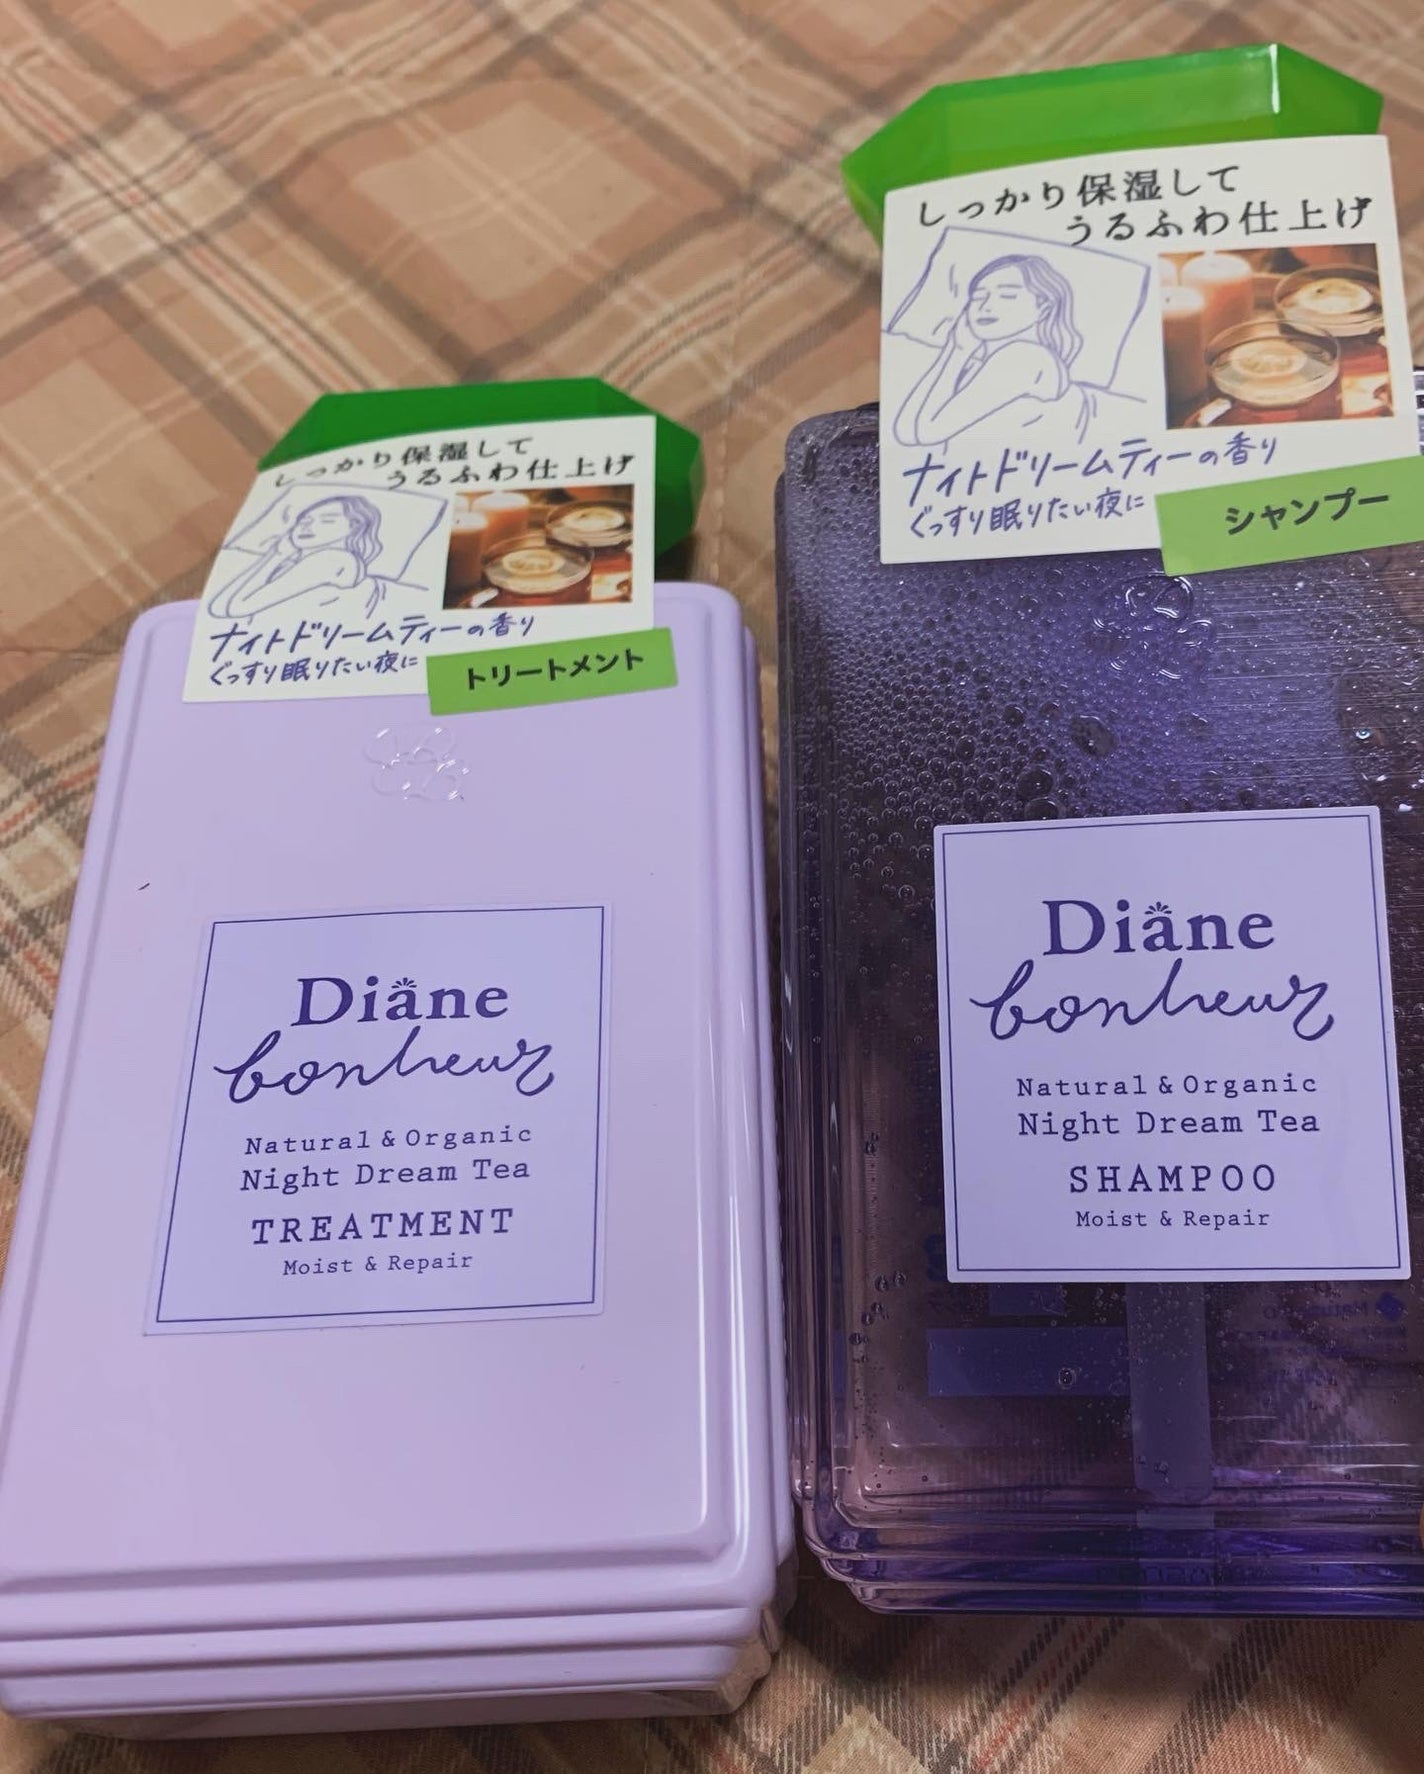 しっかり保湿して
うるふわ仕上げ
ナイトドリームティーの香り
ぐっすり眠りたい夜に
トリートメント
Diane
bonheur
Natural & Organic
Night Dream Tea
TREATMENT
Moist & Repair
しっかり保湿して
うるふわ仕上げ
ナイトドリームティーの香り
ぐっすり眠りたい夜に
シャンプー
Diane
bonheur
Natural & Organic
Night Dream Tea
SHAMPOO
Moist & Repair